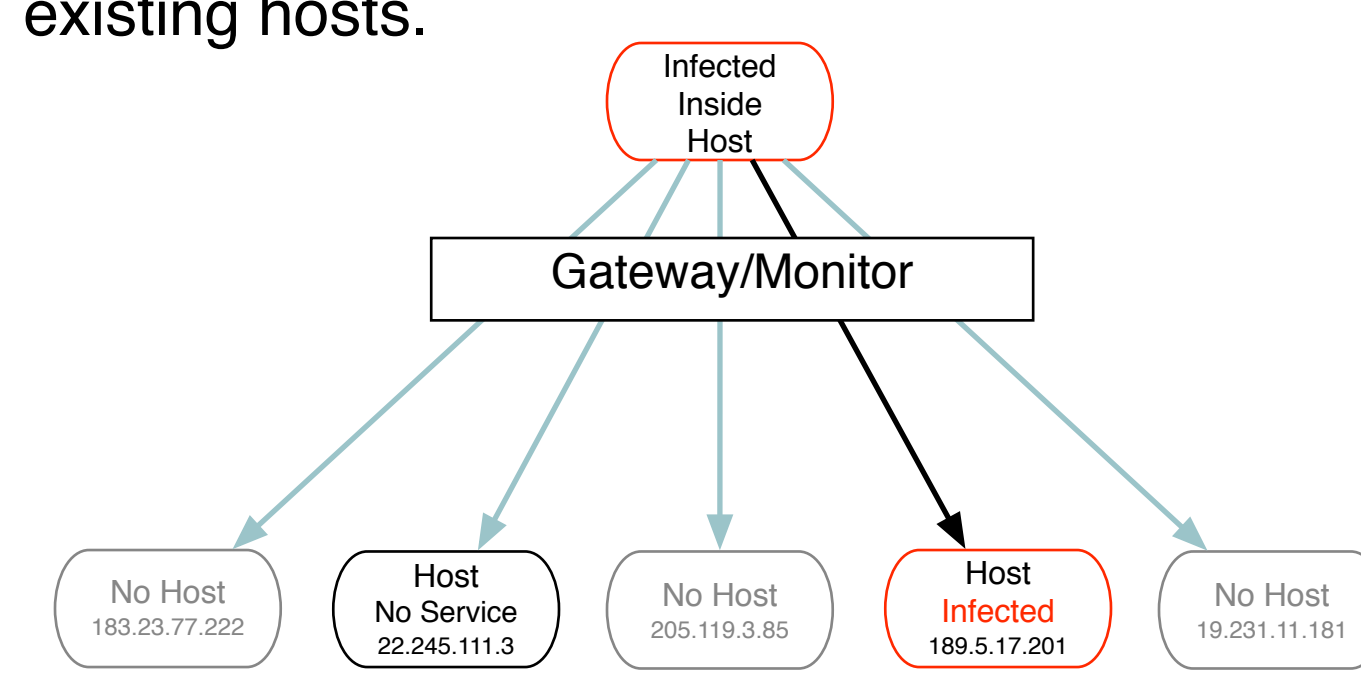 existing hosts.
Infected
Inside
Host
Gateway/Monitor
No Host
183.23.77.222
Host
No Service
22.245.111.3
No Host
205.119.3.85
Host
Infected
189.5.17.201
No Host
19.231.11.181